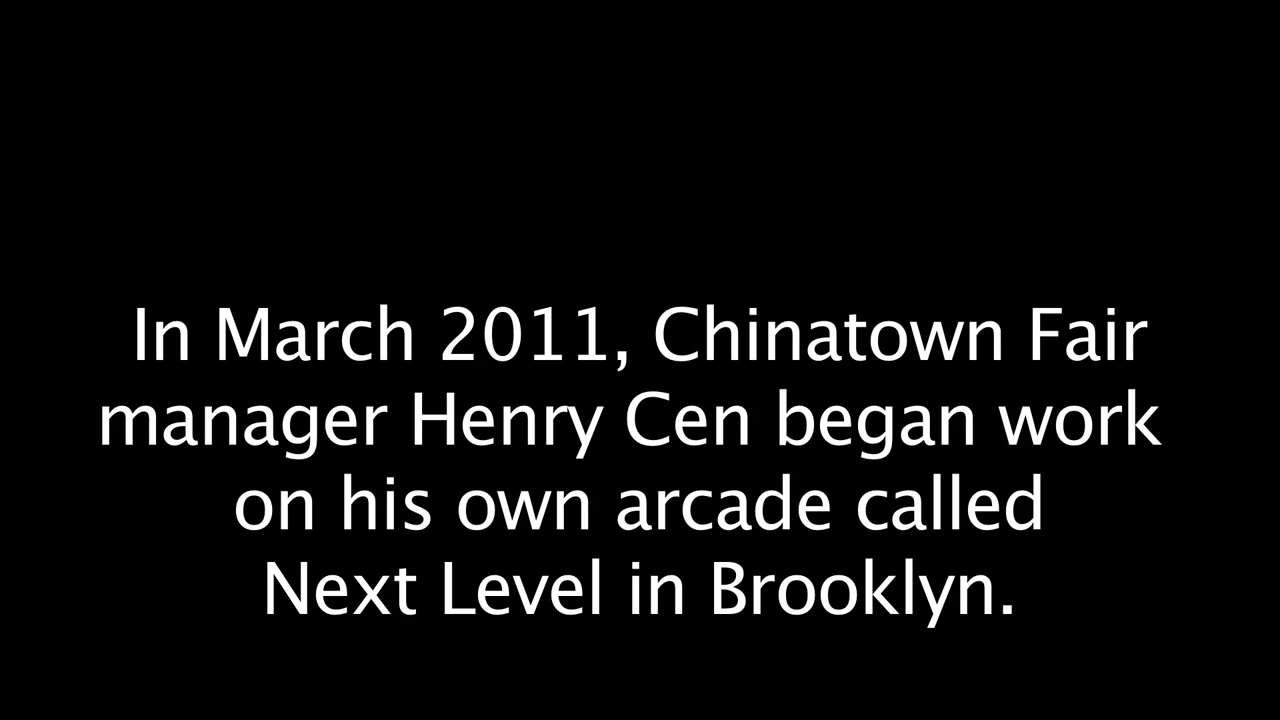 In March 2011, Chinatown Fair
manager Henry Cen began work
on his own arcade called
Next Level in Brooklyn.